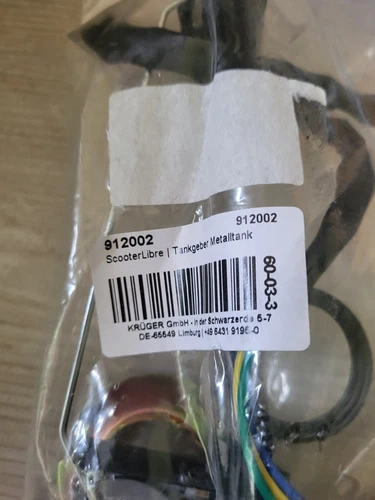 912002
912002
ScooterLibre | Tankgeber Metalltank
60-03-3
KRÜGER GmbH - In der Schwarzerde 5-7
DE-65549 Limburg | +49 6431 9196-0